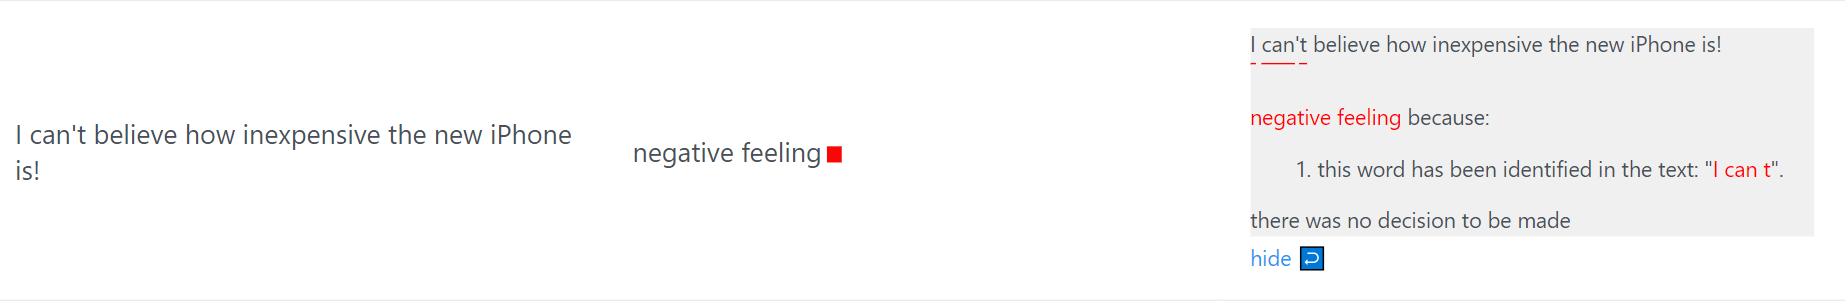 I can't believe how inexpensive the new iPhone
is!
negative feeling
I can't believe how inexpensive the new iPhone is!
negative feeling because:
1. this word has been identified in the text: "I can t".
there was no decision to be made
hide